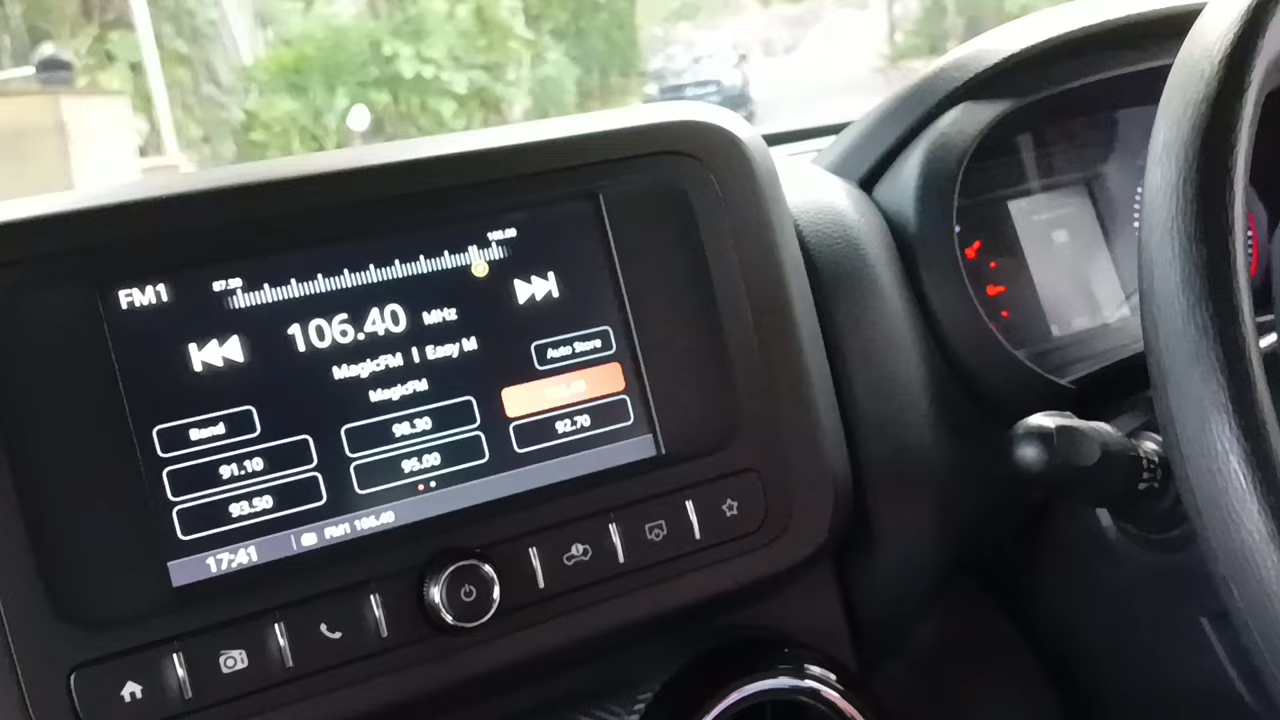 FM1
87.50
108.00
106.40 MHz
MagicFM | Easy M
MagicFM
Auto Store
Band
91.10
98.30
93.50
95.00
92.70
17:41
FM1 106.40